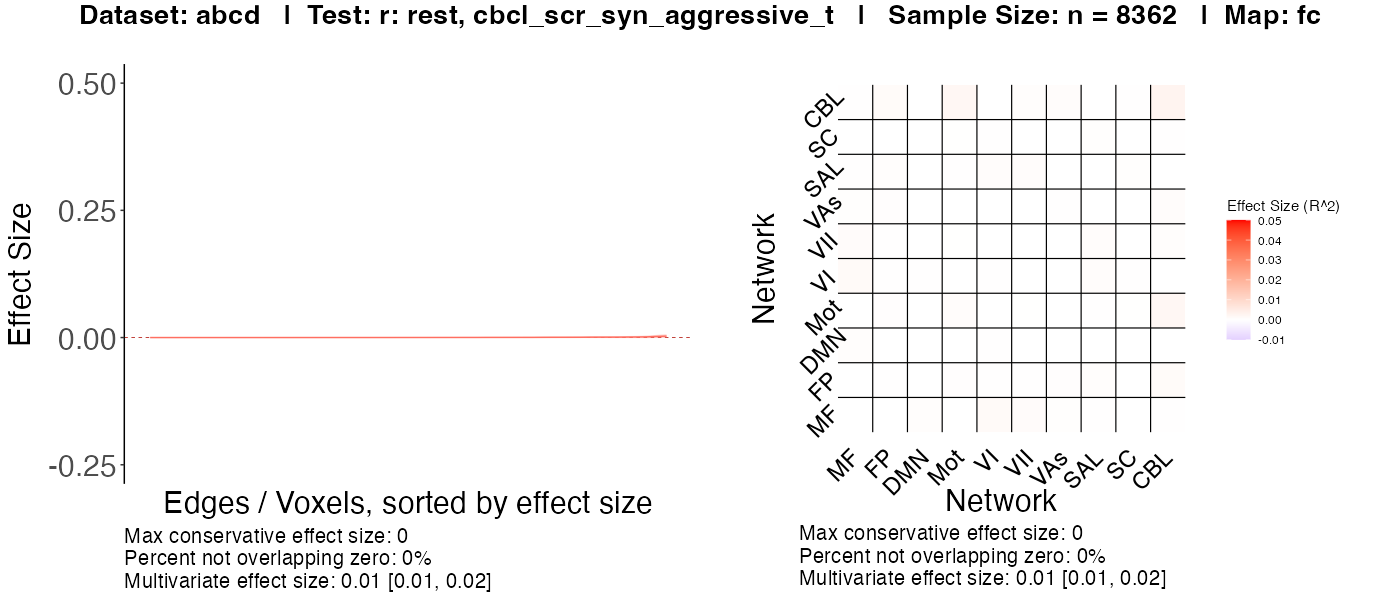 Dataset: abcd | Test: r: rest, cbcl_scr_syn_aggressive_t | Sample Size: n = 8362 | Map: fc
Effect Size
0.50
0.25
0.00
-0.25
Edges / Voxels, sorted by effect size
Max conservative effect size: 0
Percent not overlapping zero: 0%
Multivariate effect size: 0.01 [0.01, 0.02]
Network
CBL
SC
SAL
VAs
VII
VI
Mot
DMN
FP
MF
MF FP DMN Mot VI VII VAs SAL SC CBL
Network
Max conservative effect size: 0
Percent not overlapping zero: 0%
Multivariate effect size: 0.01 [0.01, 0.02]
Effect Size (R^2)
0.05
0.04
0.03
0.02
0.01
0.00
-0.01